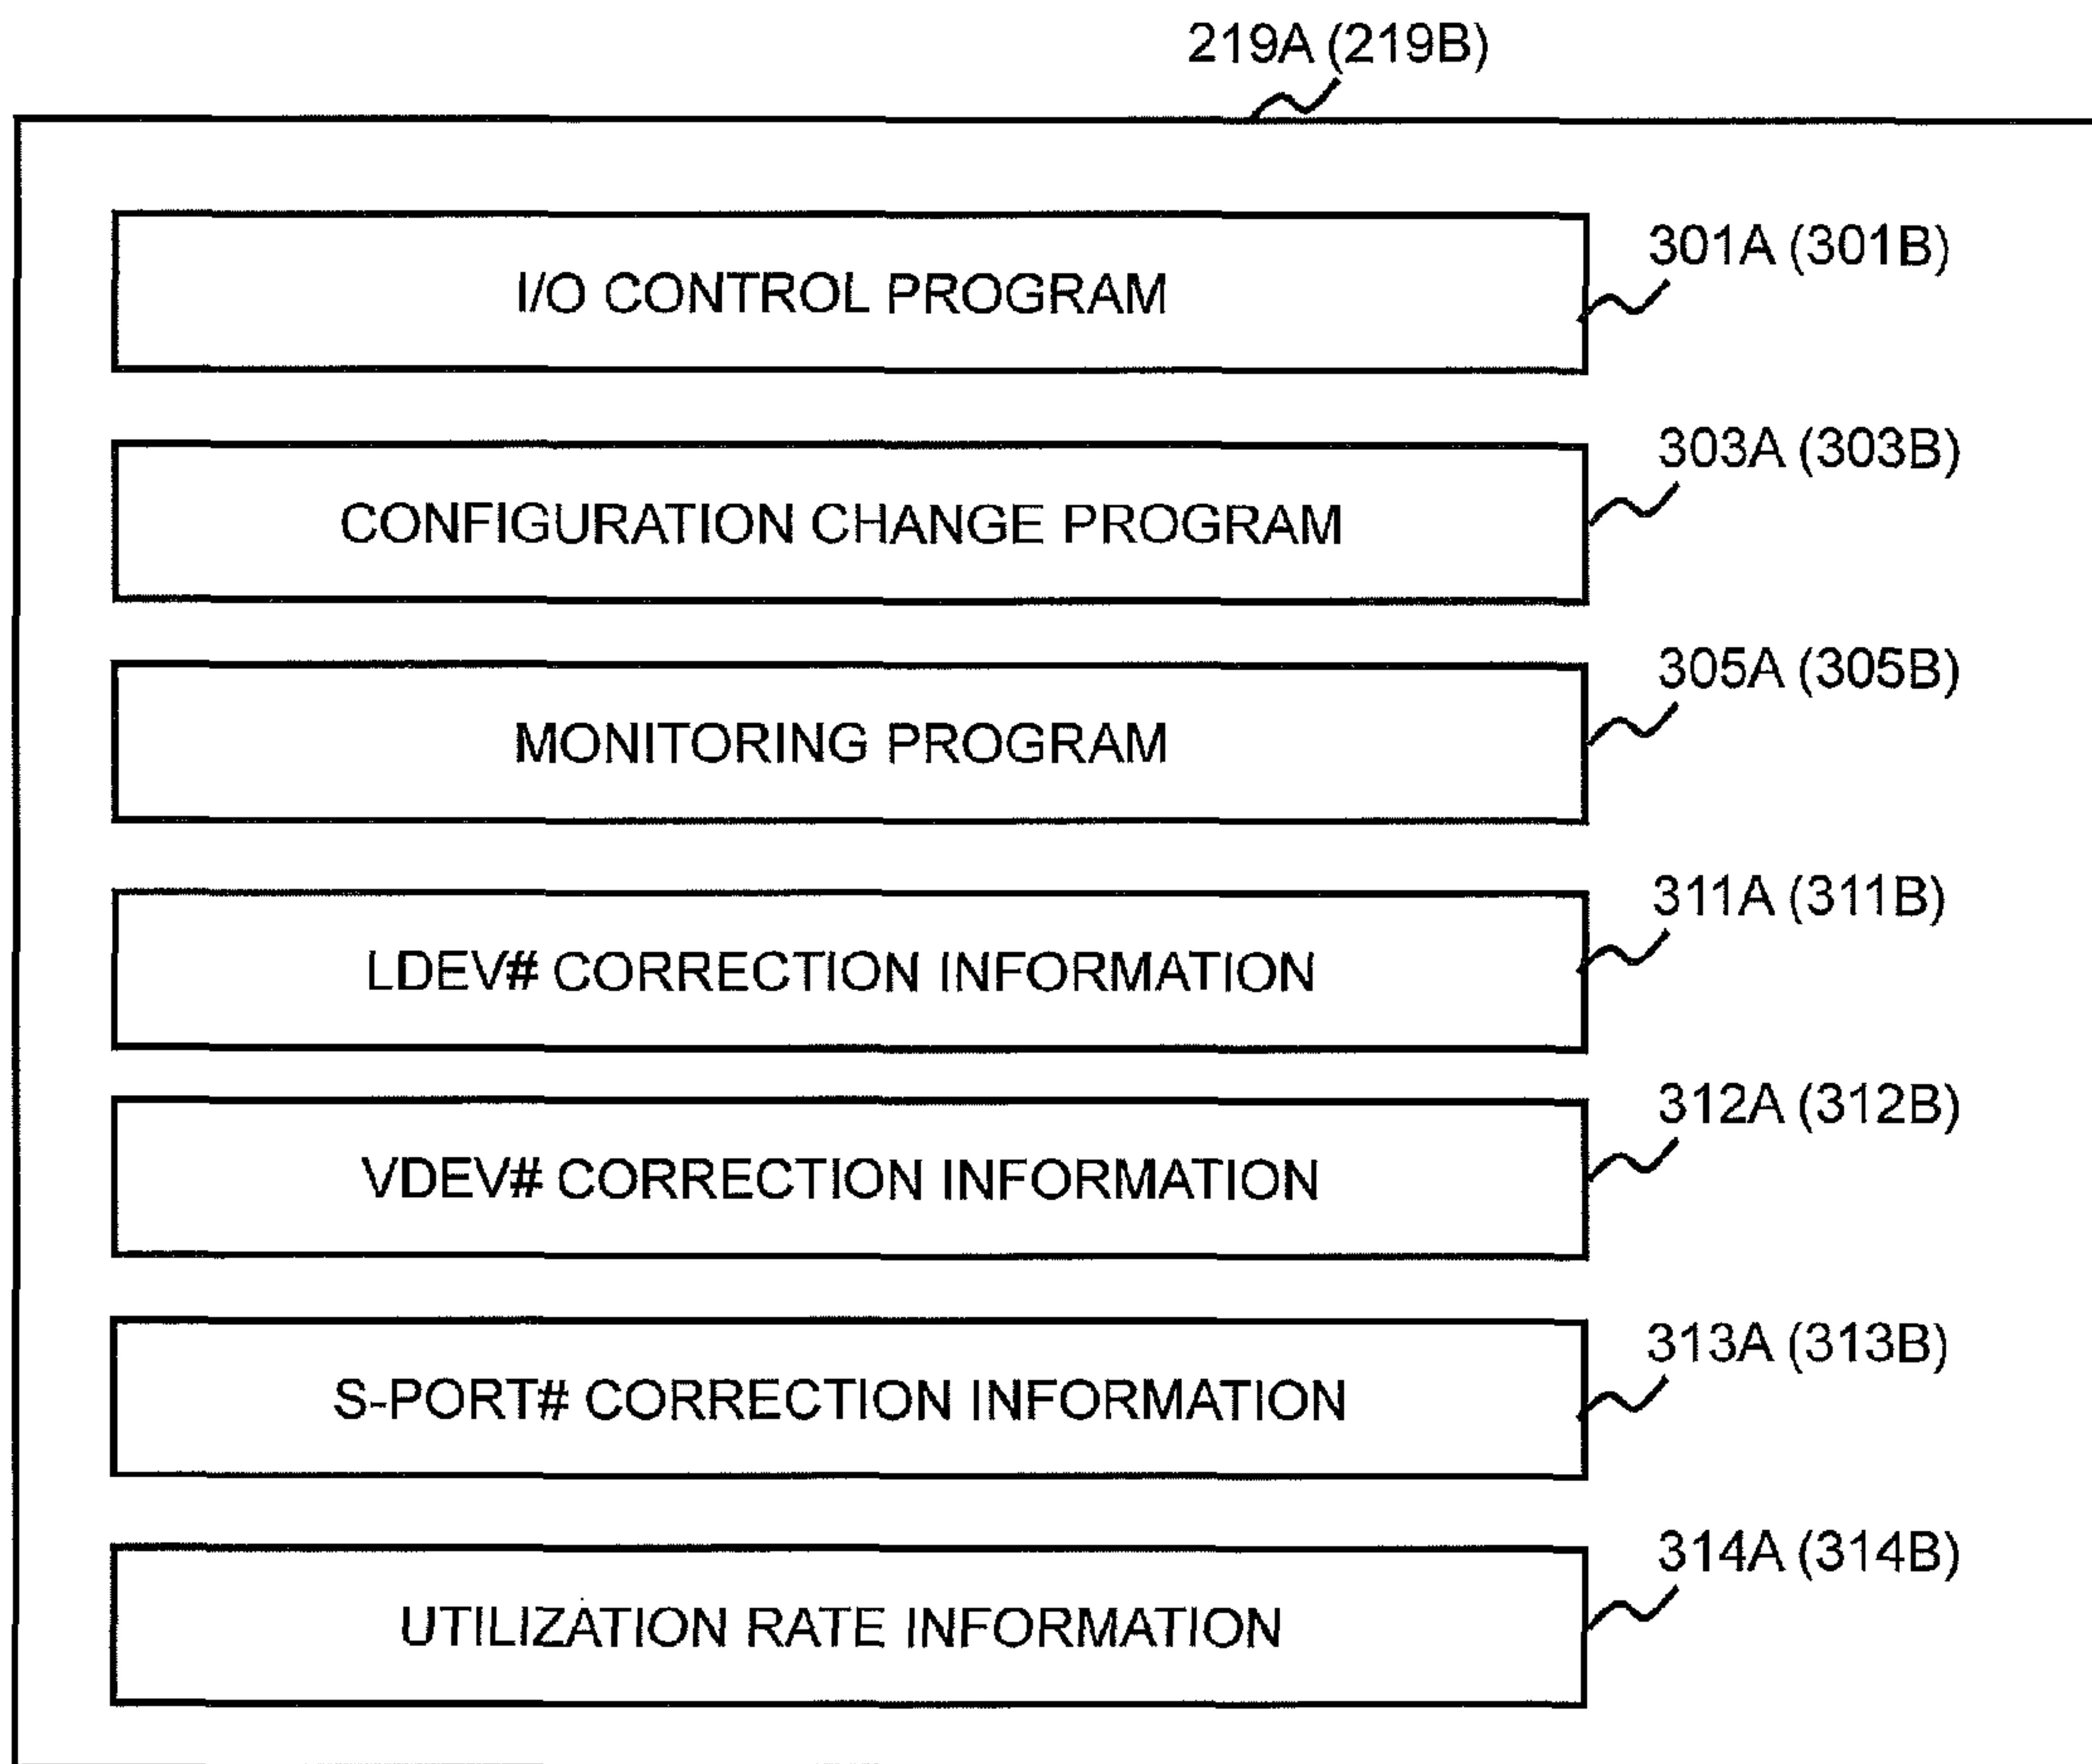 219A (219B)
I/O CONTROL PROGRAM
301A (301B)
CONFIGURATION CHANGE PROGRAM
303A (303B)
MONITORING PROGRAM
305A (305B)
LDEV# CORRECTION INFORMATION
311A (311B)
VDEV# CORRECTION INFORMATION
312A (312B)
S-PORT# CORRECTION INFORMATION
313A (313B)
UTILIZATION RATE INFORMATION
314A (314B)